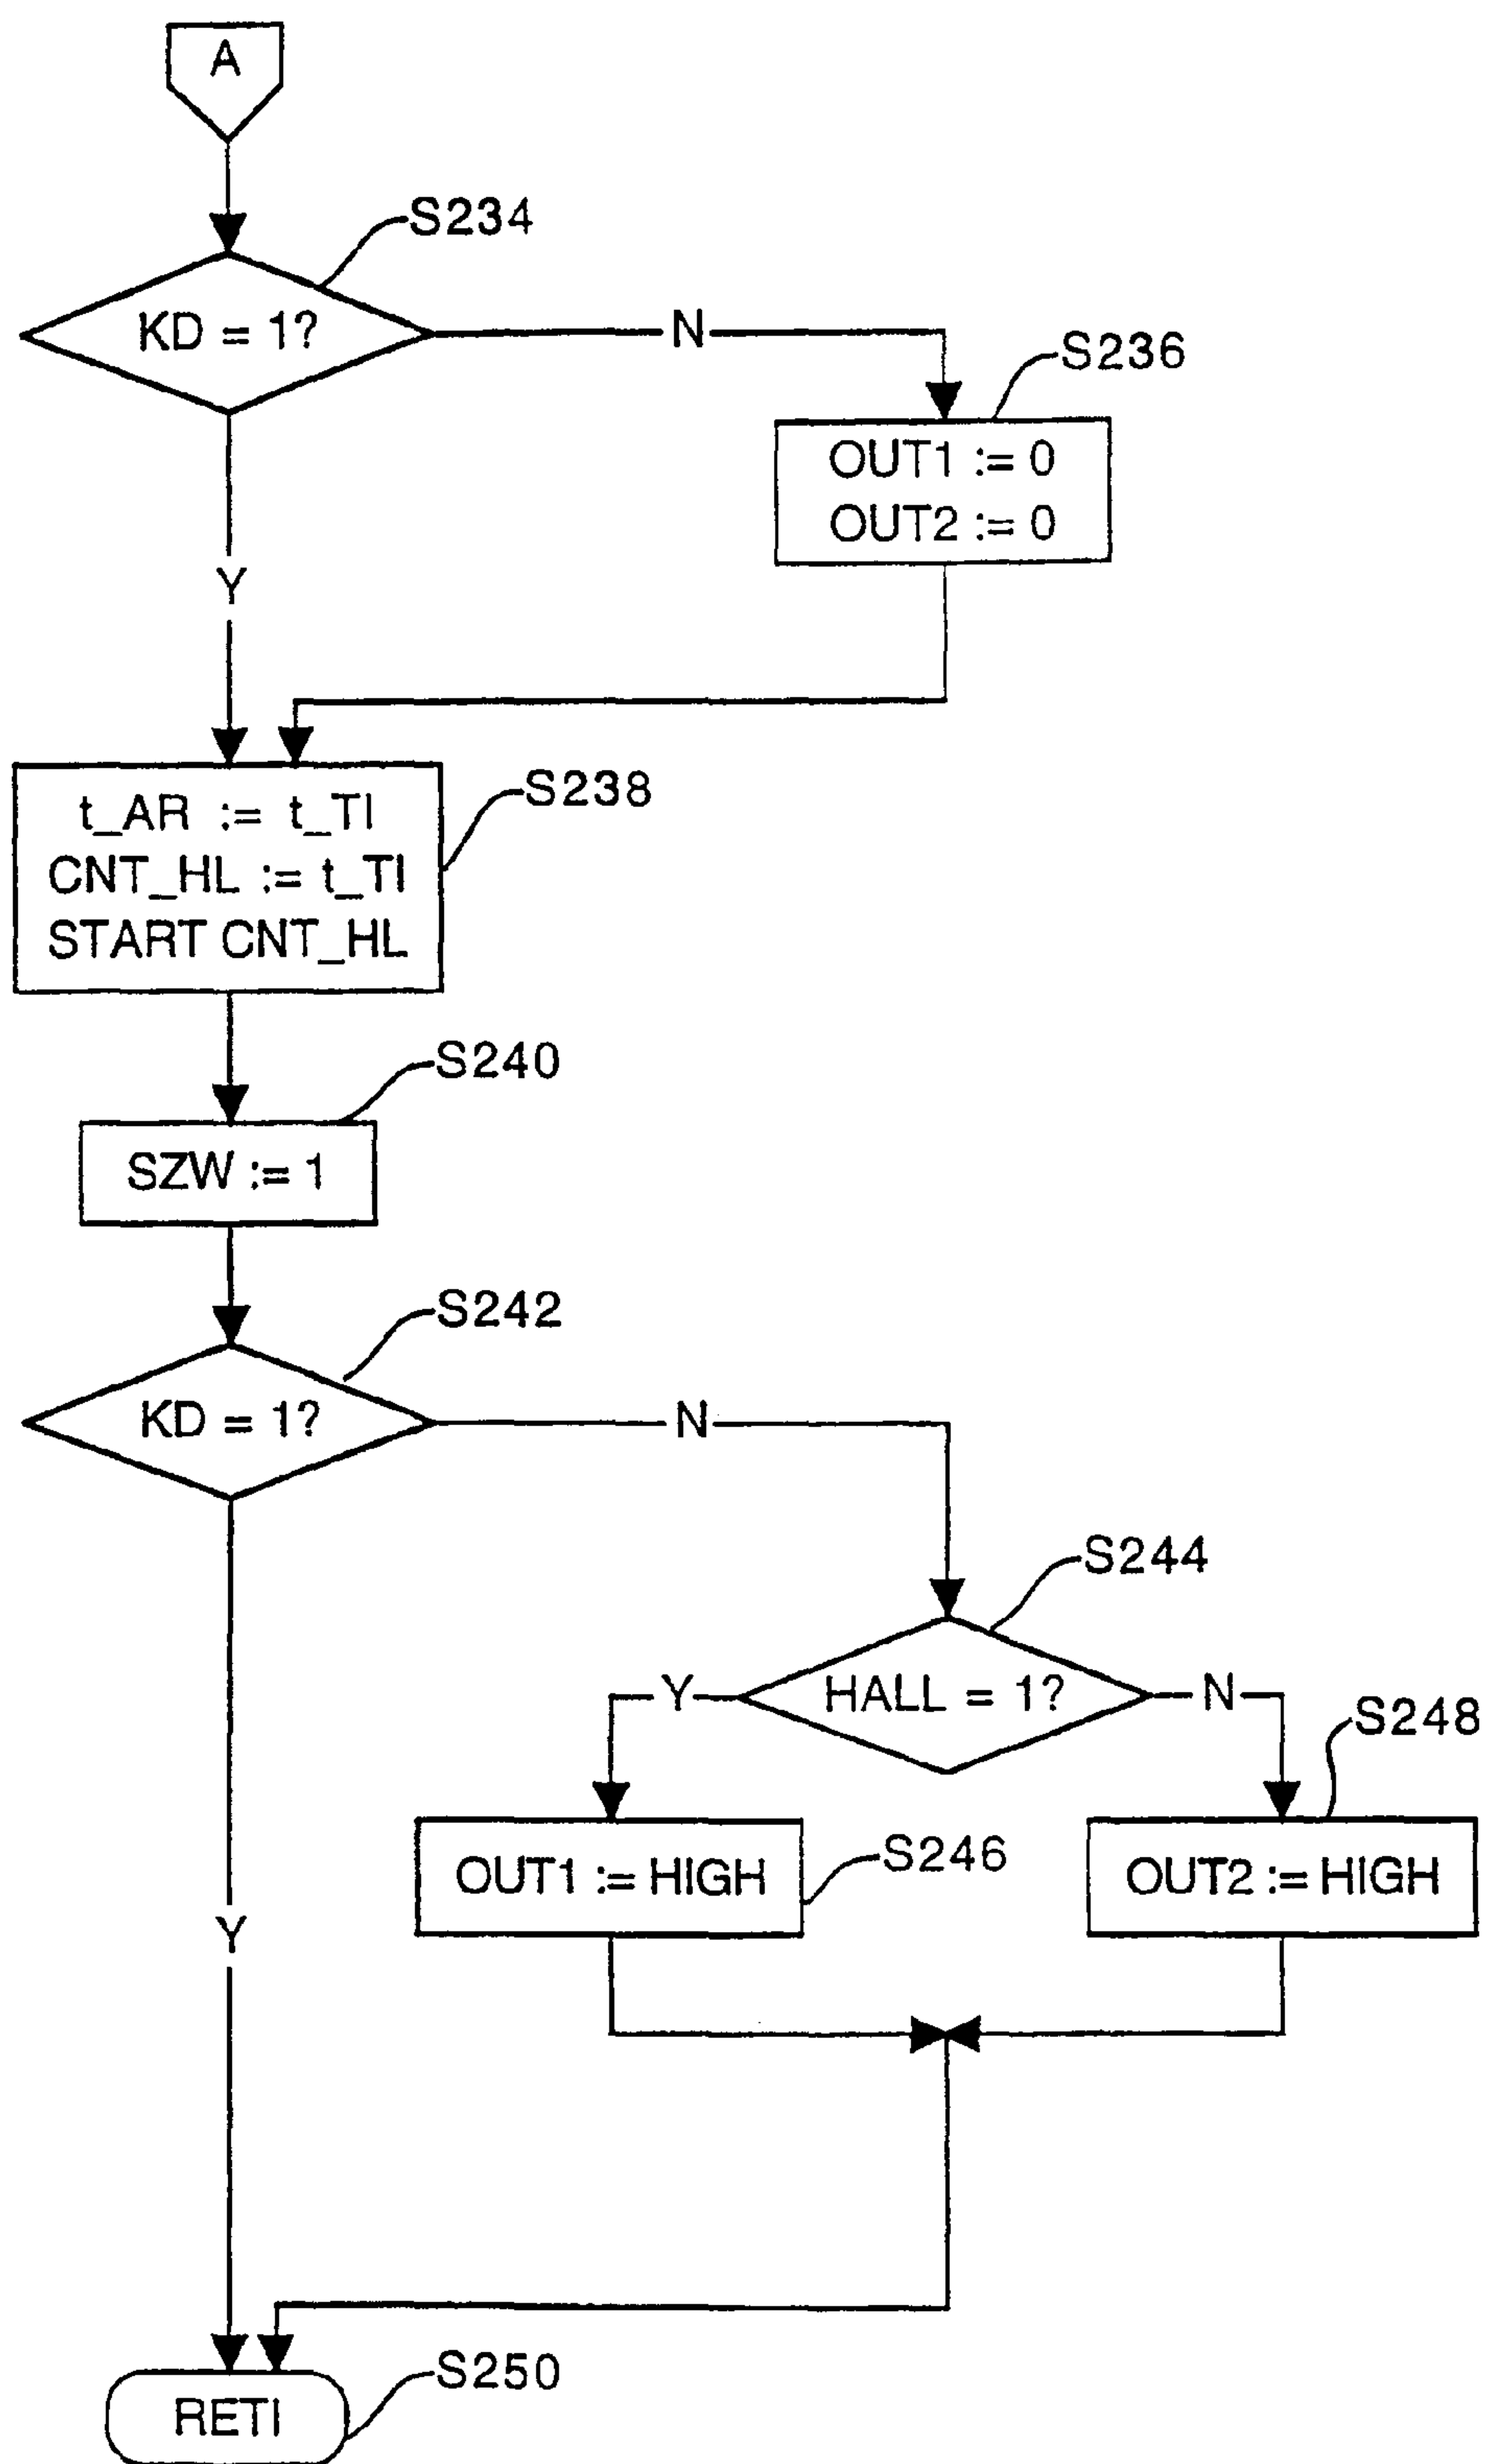 A
S234
KD = 1?
N
S236
OUT1 := 0
OUT2 := 0
Y
S238
t_AR := t_TI
CNT_HL := t_TI
START CNT_HL
S240
SZW := 1
S242
KD = 1?
N
S244
Y
HALL = 1?
N
S248
OUT1 := HIGH
S246
OUT2 := HIGH
Y
S250
RETI